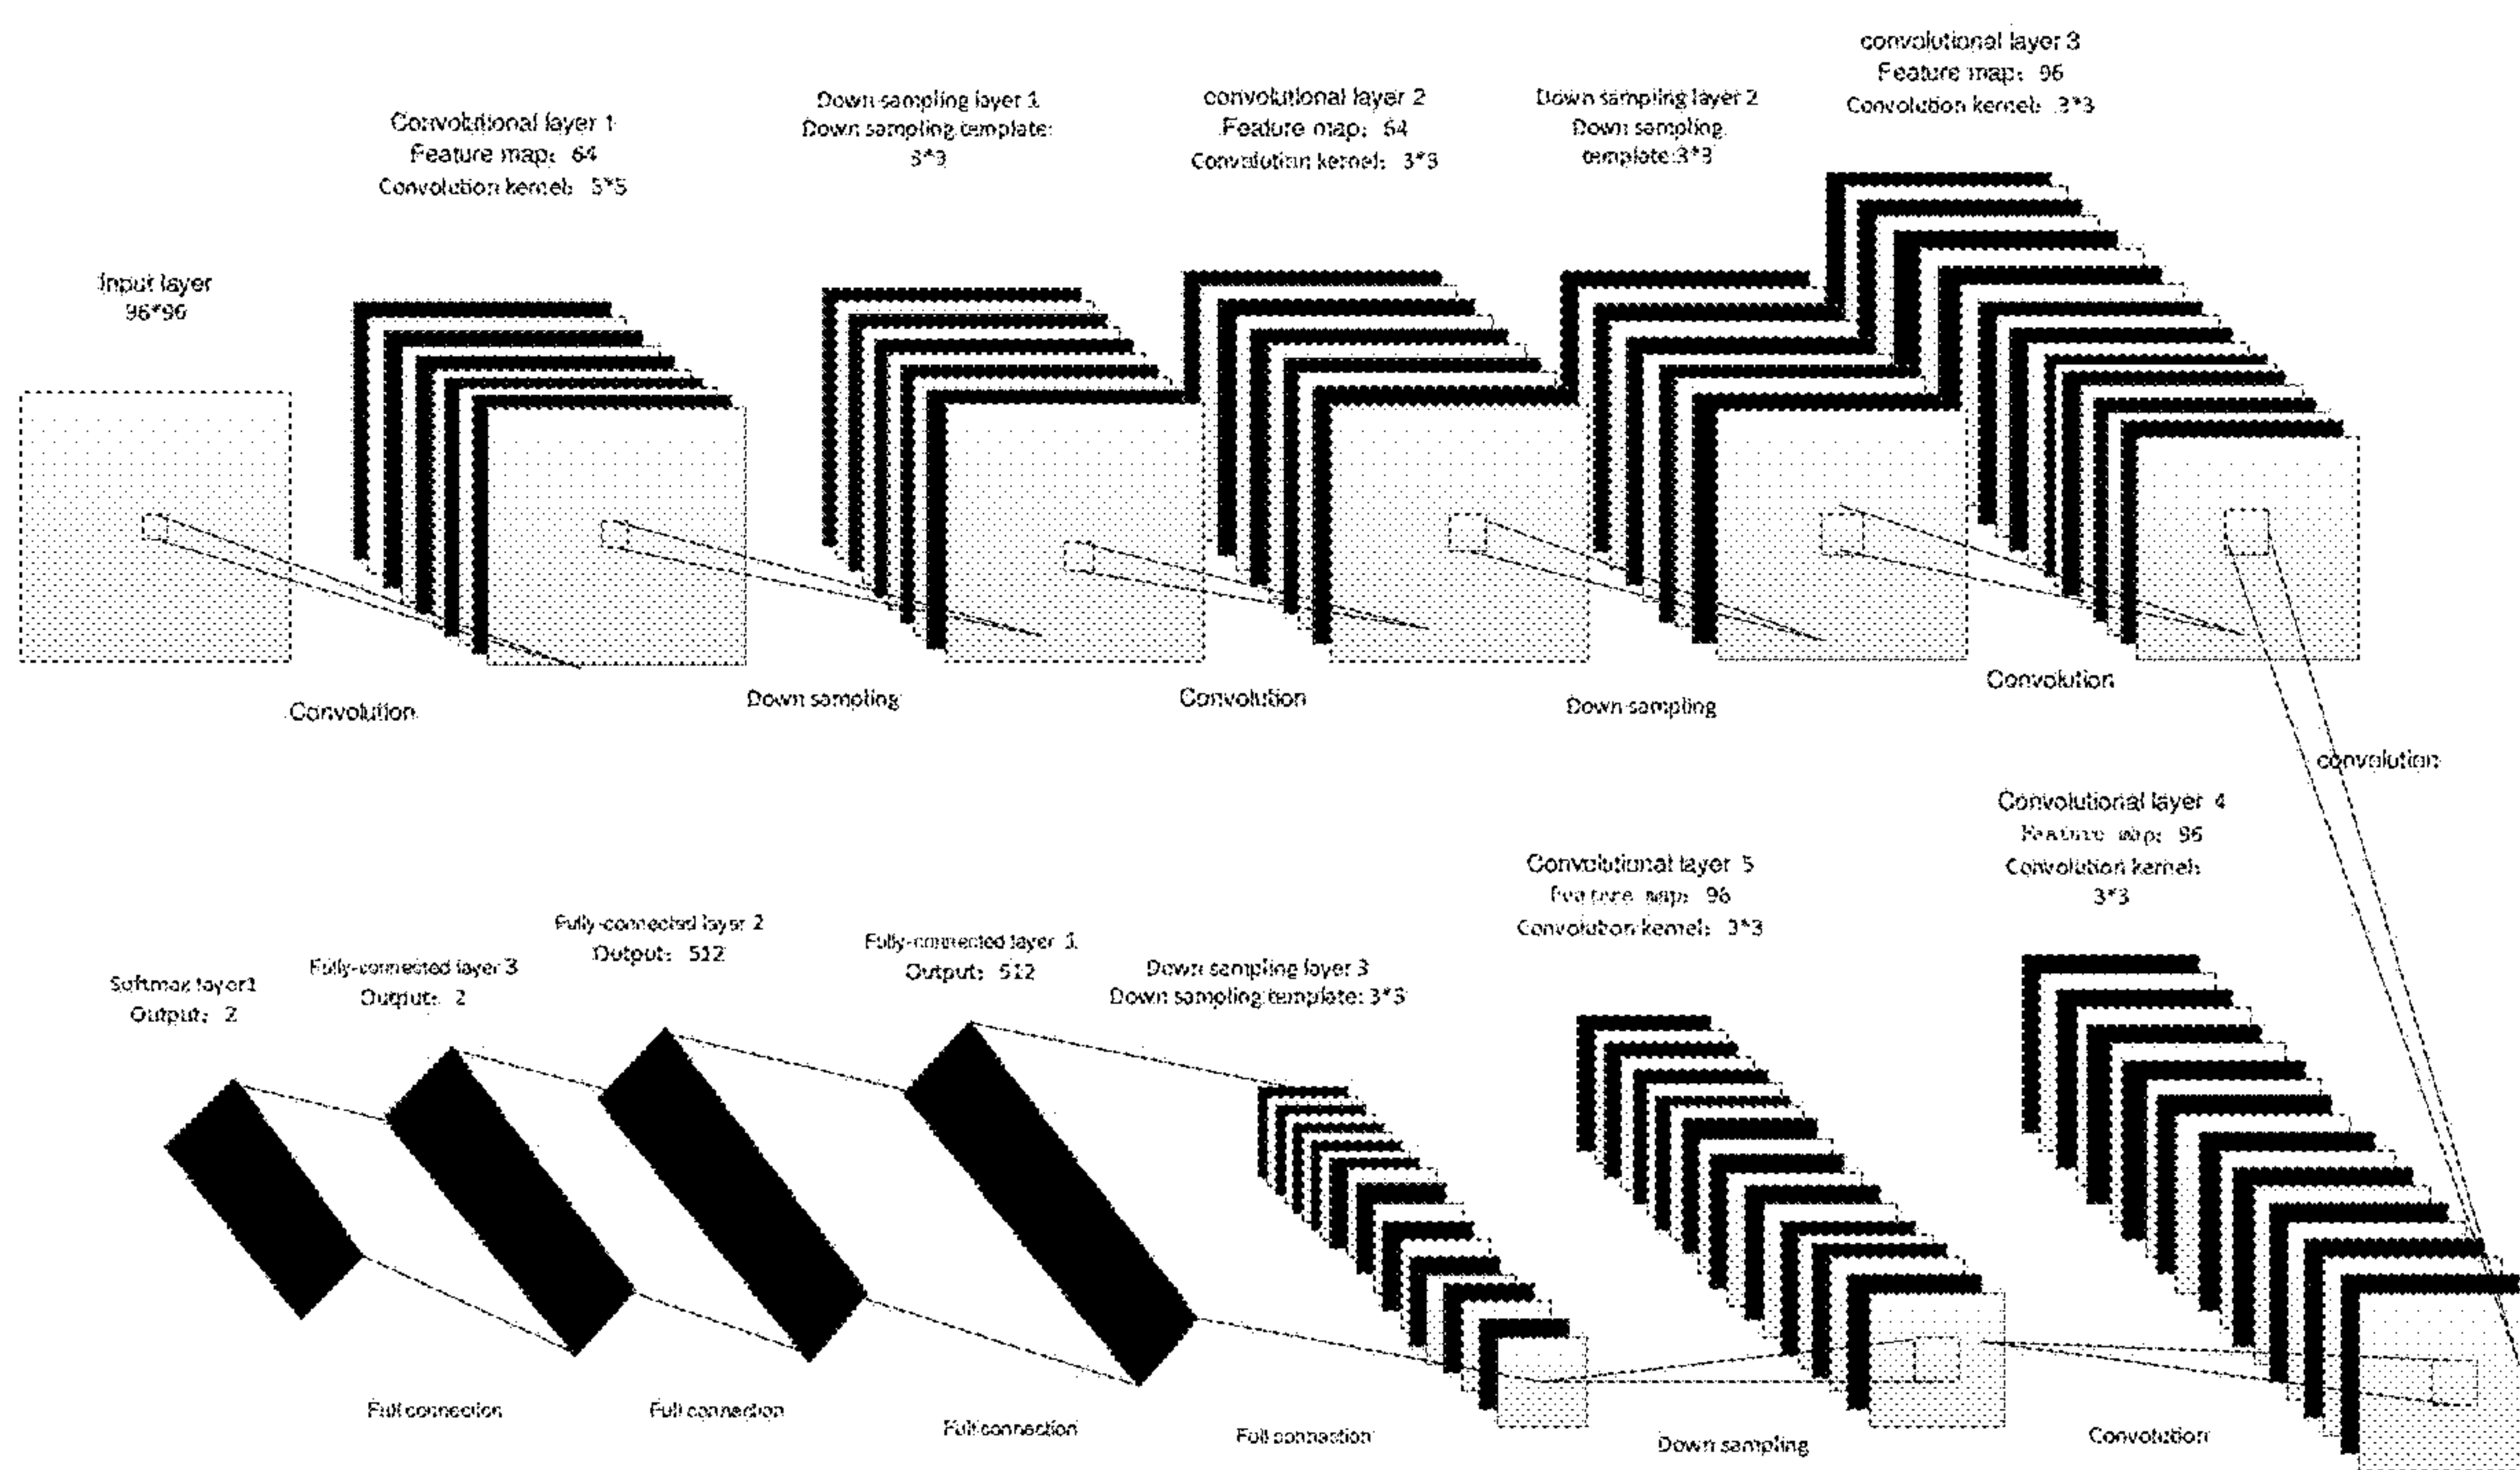 Input layer
96*96
Convolutional layer 1
Feature map: 64
Convolution kernel: 5*5
Down sampling layer 1
Down sampling template:
3*3
convolutional layer 2
Feature map: 64
Convolution kernel: 3*3
Down sampling layer 2
Down sampling
template:3*3
convolutional layer 3
Feature map: 96
Convolution kernel: 3*3
Convolution
Down sampling
Convolution
Down sampling
Convolution
convolution
Convolutional layer 4
Feature map: 96
Convolution kernel:
3*3
Convolutional layer 5
Feature map: 96
Convolution kernel: 3*3
Down sampling layer 3
Down sampling template: 3*3
Fully-connected layer 1
Output: 512
Fully-connected layer 2
Output: 512
Fully-connected layer 3
Output: 2
Softmax layer1
Output: 2
Full connection
Full connection
Full connection
Full connection
Down sampling
Convolution